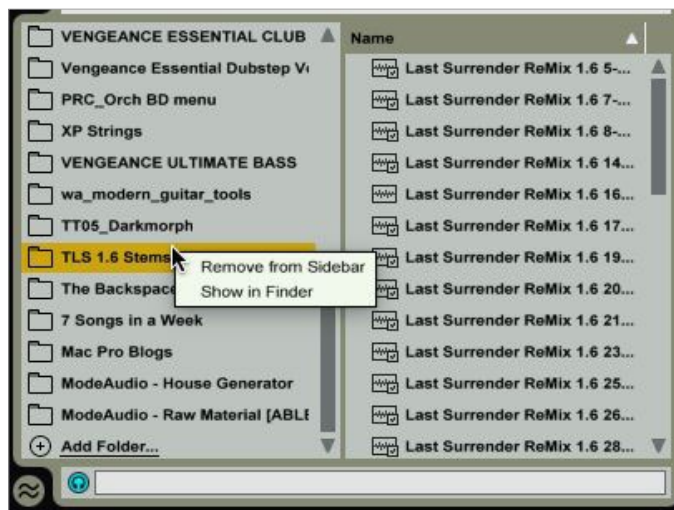 VENGEANCE ESSENTIAL CLUB
Vengeance Essential Dubstep
PRC_Orch BD menu
XP Strings
VENGEANCE ULTIMATE BASS
wa_modern_guitar_tools
TT05_Darkmorph
TLS 1.6 Stems
The Backspace
7 Songs in a Week
Mac Pro Blogs
ModeAudio - House Generator
ModeAudio - Raw Material [ABLE
Add Folder...
Remove from Sidebar
Show in Finder
Name
Last Surrender ReMix 1.6 5-...
Last Surrender ReMix 1.6 7-...
Last Surrender ReMix 1.6 8-...
Last Surrender ReMix 1.6 14...
Last Surrender ReMix 1.6 16...
Last Surrender ReMix 1.6 17...
Last Surrender ReMix 1.6 19...
Last Surrender ReMix 1.6 20...
Last Surrender ReMix 1.6 21...
Last Surrender ReMix 1.6 23...
Last Surrender ReMix 1.6 25...
Last Surrender ReMix 1.6 26...
Last Surrender ReMix 1.6 28...